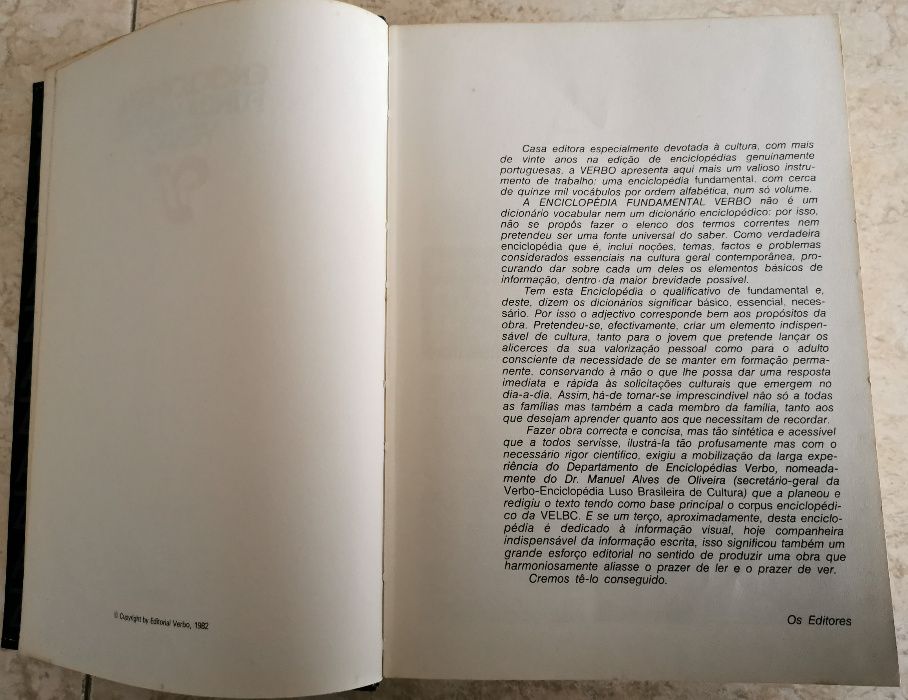 © Copyright by Editorial Verbo, 1982
Casa editora especialmente devotada à cultura, com mais
de vinte anos na edição de enciclopédias genuinamente
portuguesas, a VERBO apresenta aqui mais um valioso instru-
mento de trabalho: uma enciclopédia fundamental, com cerca
de quinze mil vocábulos por ordem alfabética, num só volume.
A ENCICLOPÉDIA FUNDAMENTAL VERBO não é um
dicionário vocabular nem um dicionário enciclopédico: por isso,
não se propôs fazer o elenco dos termos correntes nem
pretendeu ser uma fonte universal do saber. Como verdadeira
enciclopédia que é, inclui noções, temas, factos e problemas
considerados essenciais na cultura geral contemporânea, pro-
curando dar sobre cada um deles os elementos básicos de
informação, dentro da maior brevidade possível.
Tem esta Enciclopédia o qualificativo de fundamental e,
deste, dizem os dicionários significar básico, essencial, neces-
sário. Por isso o adjectivo corresponde bem aos propósitos da
obra. Pretendeu-se, efectivamente, criar um elemento indispen-
sável de cultura, tanto para o jovem que pretende lançar os
alicerces da sua valorização pessoal como para o adulto
consciente da necessidade de se manter em formação perma-
nente, conservando à mão o que lhe possa dar uma resposta
imediata e rápida às solicitações culturais que emergem no
dia-a-dia. Assim, há-de tornar-se imprescindível não só a todas
as famílias mas também a cada membro da família, tanto aos
que desejam aprender quanto aos que necessitam de recordar.
Fazer obra correcta e concisa, mas tão sintética e acessível
que a todos servisse, ilustrá-la tão profusamente mas com o
necessário rigor científico, exigiu a mobilização da larga expe-
riência do Departamento de Enciclopédias Verbo, nomeada-
mente do Dr. Manuel Alves de Oliveira (secretário-geral da
Verbo-Enciclopédia Luso Brasileira de Cultura) que a planeou e
redigiu o texto tendo como base principal o corpus enciclopédi-
co da VELBC. E se um terço, aproximadamente, desta enciclo-
pédia é dedicado à informação visual, hoje companheira
indispensável da informação escrita, isso significou também um
grande esforço editorial no sentido de produzir uma obra que
harmoniosamente aliasse o prazer de ler e o prazer de ver.
Cremos tê-lo conseguido.
Os Editores